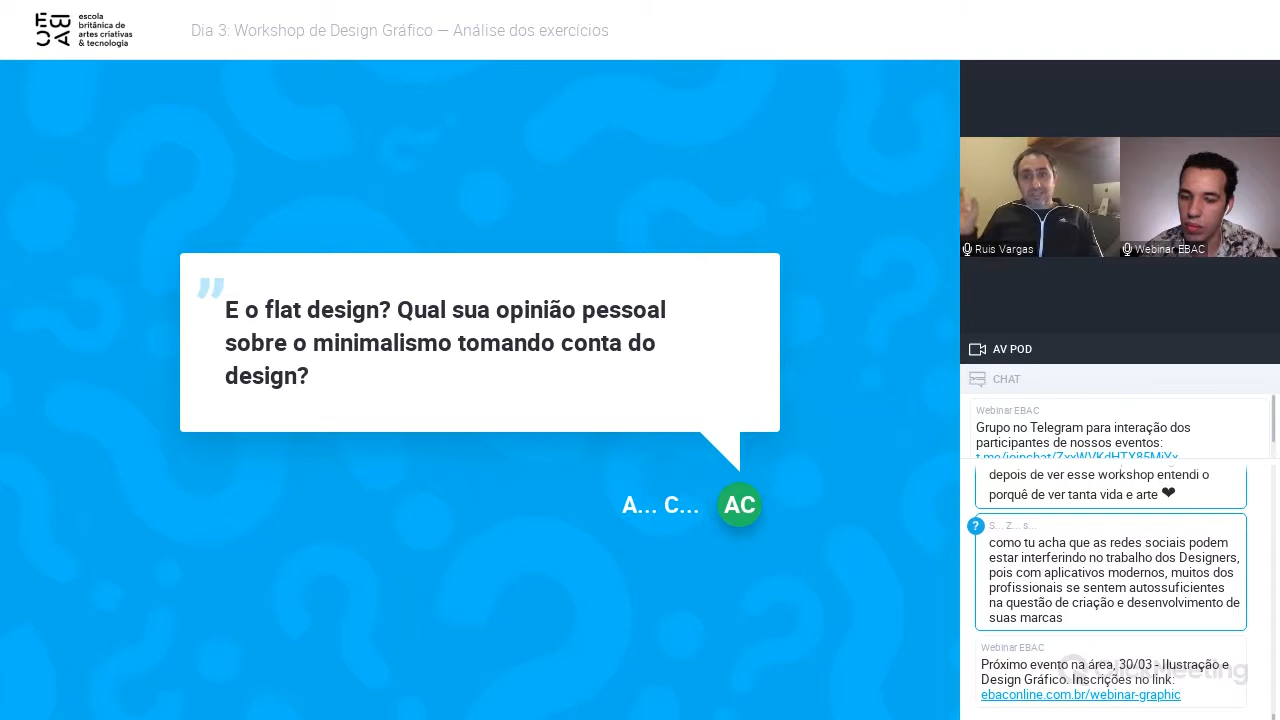 escola
britânica de
artes criativas
& tecnologia
EBAC
Dia 3: Workshop de Design Gráfico — Análise dos exercícios
E o flat design? Qual sua opinião pessoal
sobre o minimalismo tomando conta do
design?
A... C...
AC
Ruis Vargas
Webinar EBAC
AV POD
CHAT
Webinar EBAC
Grupo no Telegram para interação dos
participantes de nossos eventos:
depois de ver esse workshop entendi o
porquê de ver tanta vida e arte ❤
?
S... Z... s...
como tu acha que as redes sociais podem
estar interferindo no trabalho dos Designers,
pois com aplicativos modernos, muitos dos
profissionais se sentem autossuficientes
na questão de criação e desenvolvimento de
suas marcas
Webinar EBAC
Próximo evento na área, 30/03 - Ilustração e
Design Gráfico. Inscrições no link:
ebaconline.com.br/webinar-graphic
ClickMeeting